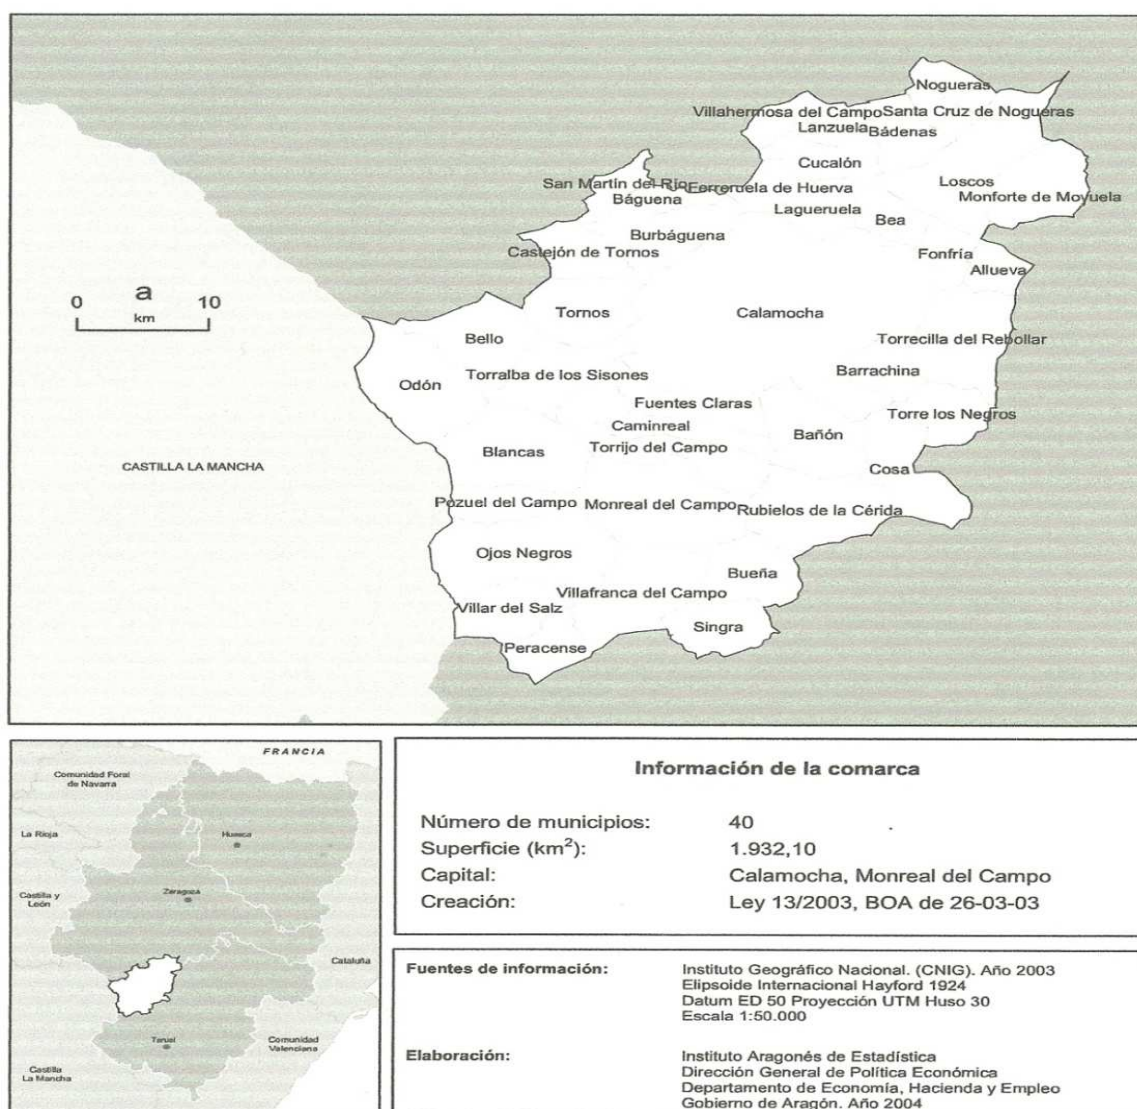 Nogueras
Villahermosa del Campo Santa Cruz de Nogueras
Lanzuela Bádenas
Cucalón
San Martín del Río Ferreruela de Huerva Loscos
Báguena Monforte de Moyuela
Lagueruela Bea
Burbáguena
Castejón de Tornos Fonfría
Allueva
0 a 10
km
Tornos Calamocha
Bello Torrecilla del Rebollar
Torralba de los Sisones Barrachina
Odón
Fuentes Claras Torre los Negros
Caminreal Bañón
Blancas Torrijo del Campo
CASTILLA LA MANCHA Cosa
Pozuel del Campo Monreal del Campo Rubielos de la Cérida
Ojos Negros
Bueña
Villafranca del Campo
Villar del Salz
Singra
Peracense
FRANCIA
Comunidad Foral
de Navarra
La Rioja
Huesca
Castilla y
León
Zaragoza
Cataluña
Teruel
Comunidad
Valenciana
Castilla
La Mancha
Información de la comarca
Número de municipios: 40
Superficie (km²): 1.932,10
Capital: Calamocha, Monreal del Campo
Creación: Ley 13/2003, BOA de 26-03-03
Fuentes de información: Instituto Geográfico Nacional. (CNIG). Año 2003
Elipsoide Internacional Hayford 1924
Datum ED 50 Proyección UTM Huso 30
Escala 1:50.000
Elaboración: Instituto Aragonés de Estadística
Dirección General de Política Económica
Departamento de Economía, Hacienda y Empleo
Gobierno de Aragón. Año 2004